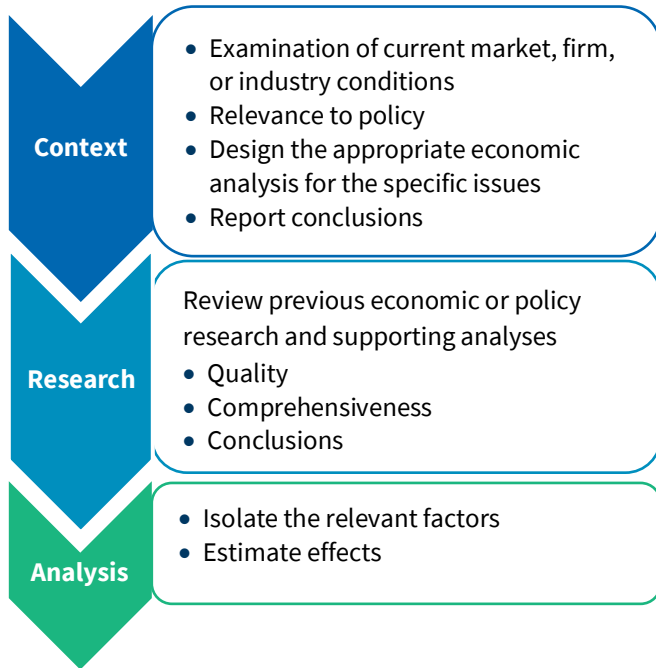 Context
• Examination of current market, firm,
or industry conditions
• Relevance to policy
• Design the appropriate economic
analysis for the specific issues
• Report conclusions
Research
Review previous economic or policy
research and supporting analyses
• Quality
• Comprehensiveness
• Conclusions
Analysis
• Isolate the relevant factors
• Estimate effects